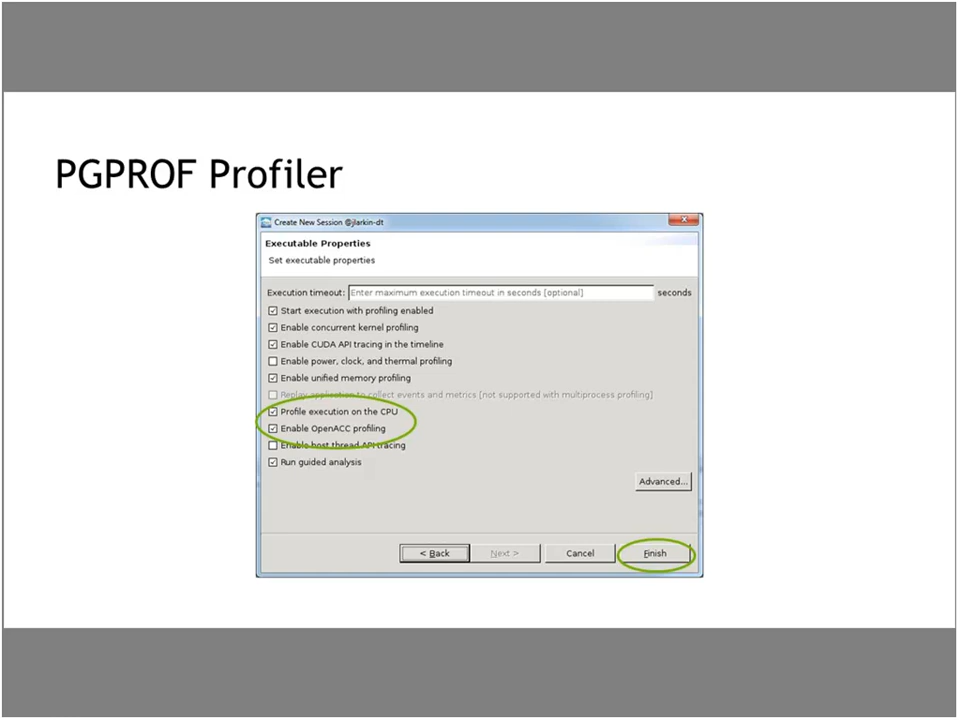 PGPROF Profiler
Create New Session @jlarkin-dt
Executable Properties
Set executable properties
Execution timeout: Enter maximum execution timeout in seconds [optional] seconds
Start execution with profiling enabled
Enable concurrent kernel profiling
Enable CUDA API tracing in the timeline
Enable power, clock, and thermal profiling
Enable unified memory profiling
Replay application to collect events and metrics [not supported with multiprocess profiling]
Profile execution on the CPU
Enable OpenACC profiling
Enable host thread API tracing
Run guided analysis
Advanced...
< Back Next > Cancel Finish